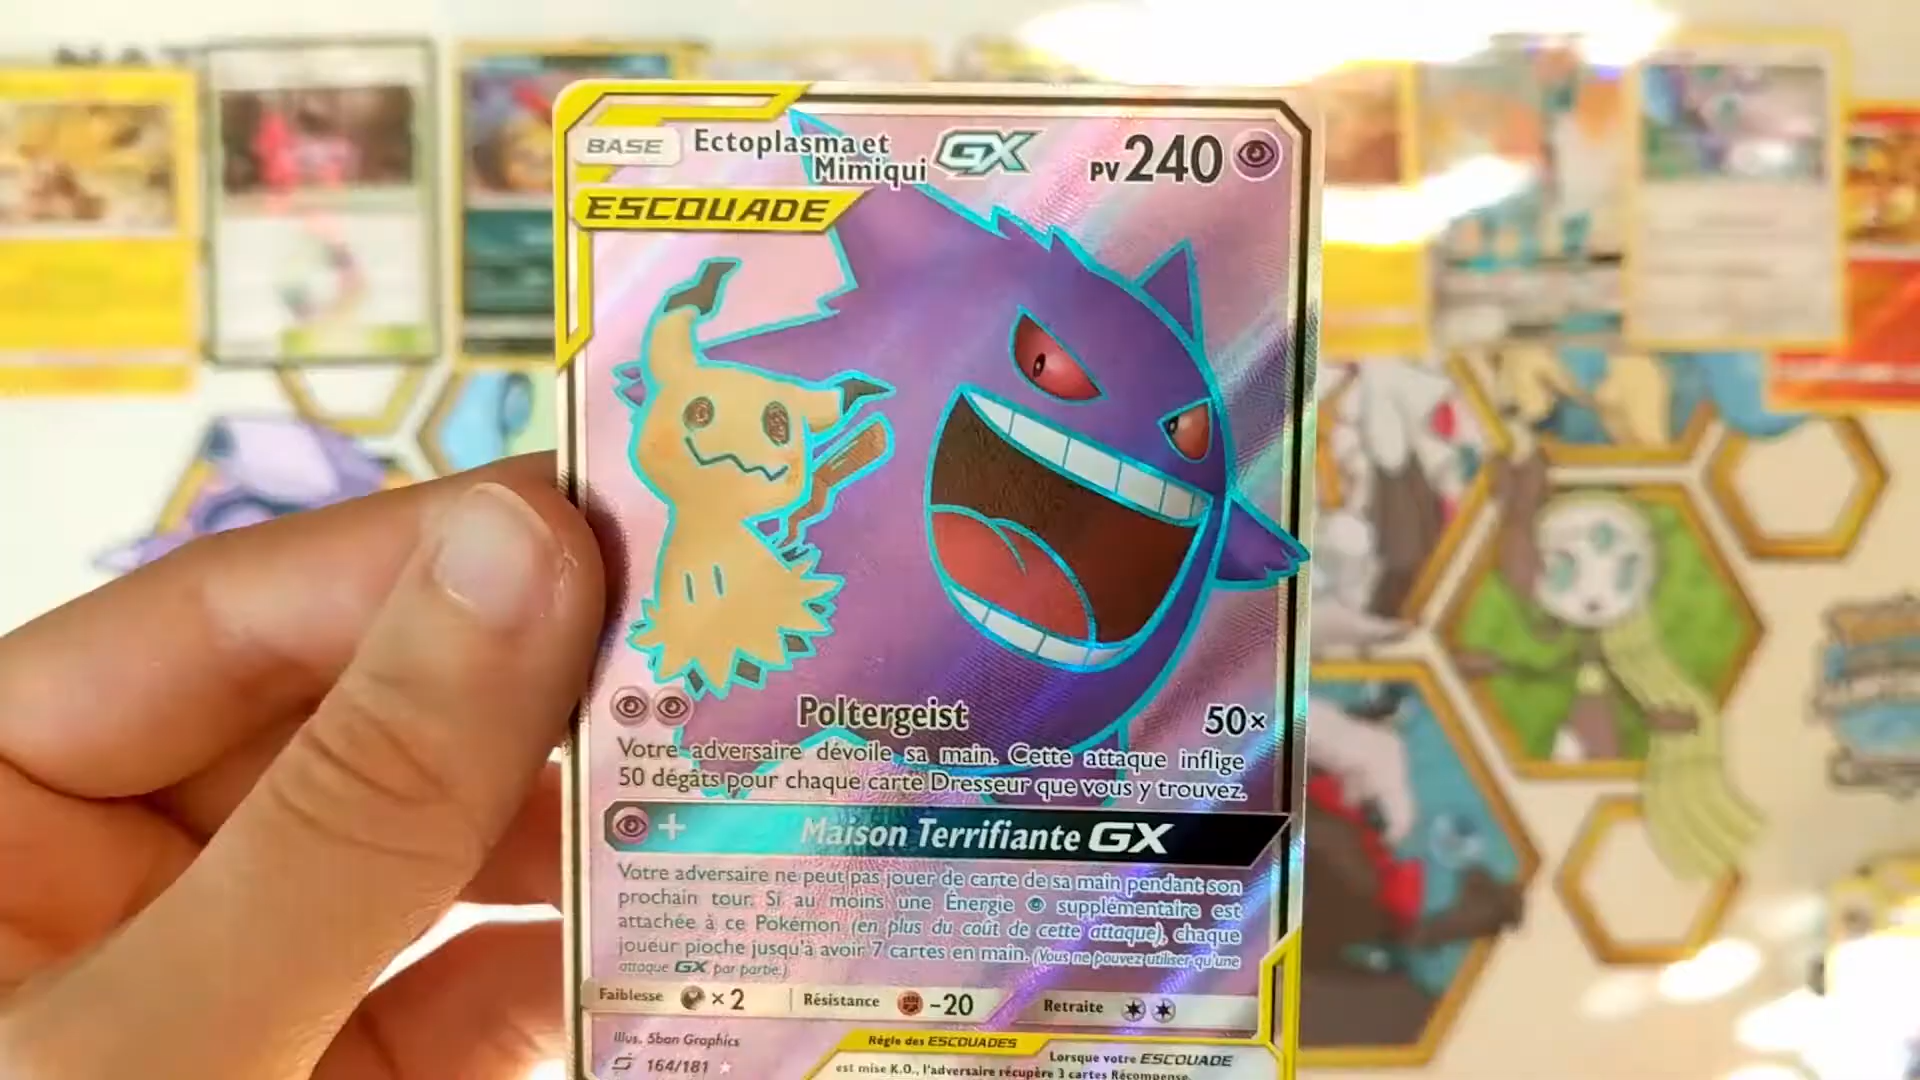 BASE
Ectoplasma et
Mimiqui GX
PV 240
ESCOUADE
Poltergeist 50×
Votre adversaire dévoile sa main. Cette attaque inflige
50 dégâts pour chaque carte Dresseur que vous y trouvez.
+ Maison Terrifiante GX
Votre adversaire ne peut pas jouer de carte de sa main pendant son
prochain tour. Si au moins une Énergie supplémentaire est
attachée à ce Pokémon (en plus du coût de cette attaque), chaque
joueur pioche jusqu'à avoir 7 cartes en main. (Vous ne pouvez utiliser qu'une
attaque GX par partie.)
Faiblesse ×2 Résistance -20 Retraite
Illus. 5ban Graphics
164/181
Règle des ESCOUADES
Lorsque votre ESCOUADE
est mise K.O., l'adversaire récupère 3 cartes Récompense.